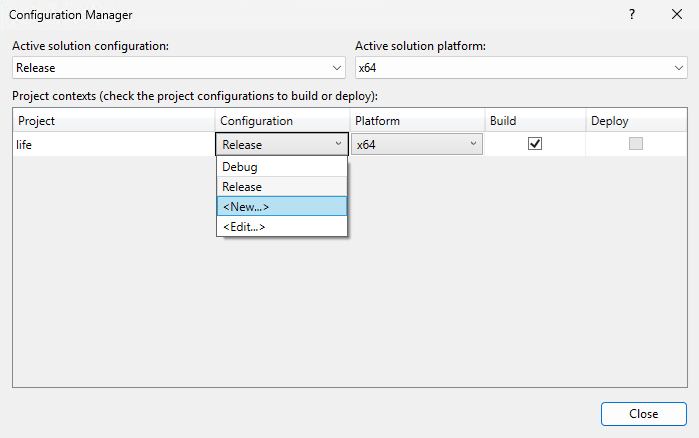 Configuration Manager
Active solution configuration: Active solution platform:
Release x64
Project contexts (check the project configurations to build or deploy):
Project Configuration Platform Build Deploy
life Release x64
Debug
Release
<New...>
<Edit...>
Close